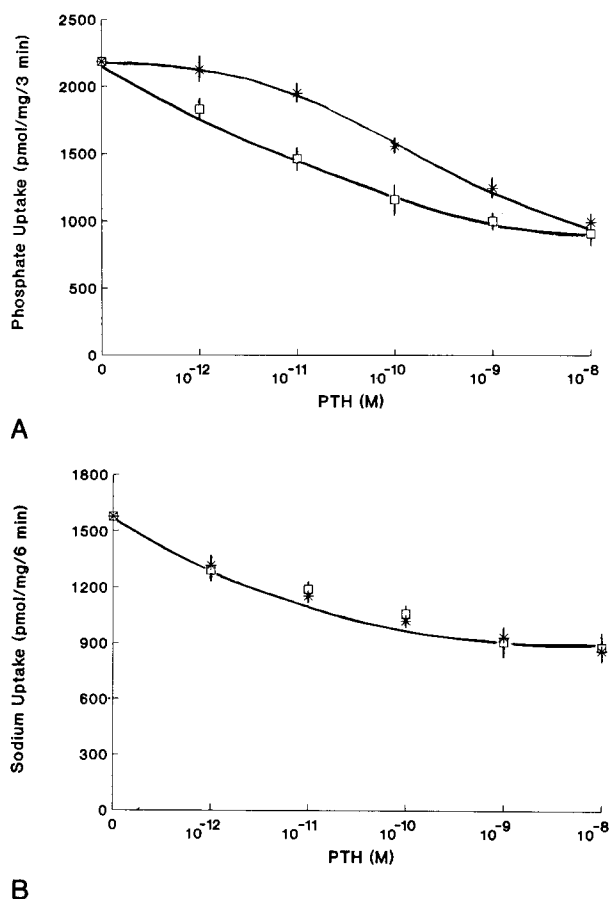 2500
2000
1500
1000
500
0
Phosphate Uptake (pmol/mg/3 min)
0 10⁻¹² 10⁻¹¹ 10⁻¹⁰ 10⁻⁹ 10⁻⁸
PTH (M)
A
1800
1500
1200
900
600
300
0
Sodium Uptake (pmol/mg/6 min)
0 10⁻¹² 10⁻¹¹ 10⁻¹⁰ 10⁻⁹ 10⁻⁸
PTH (M)
B